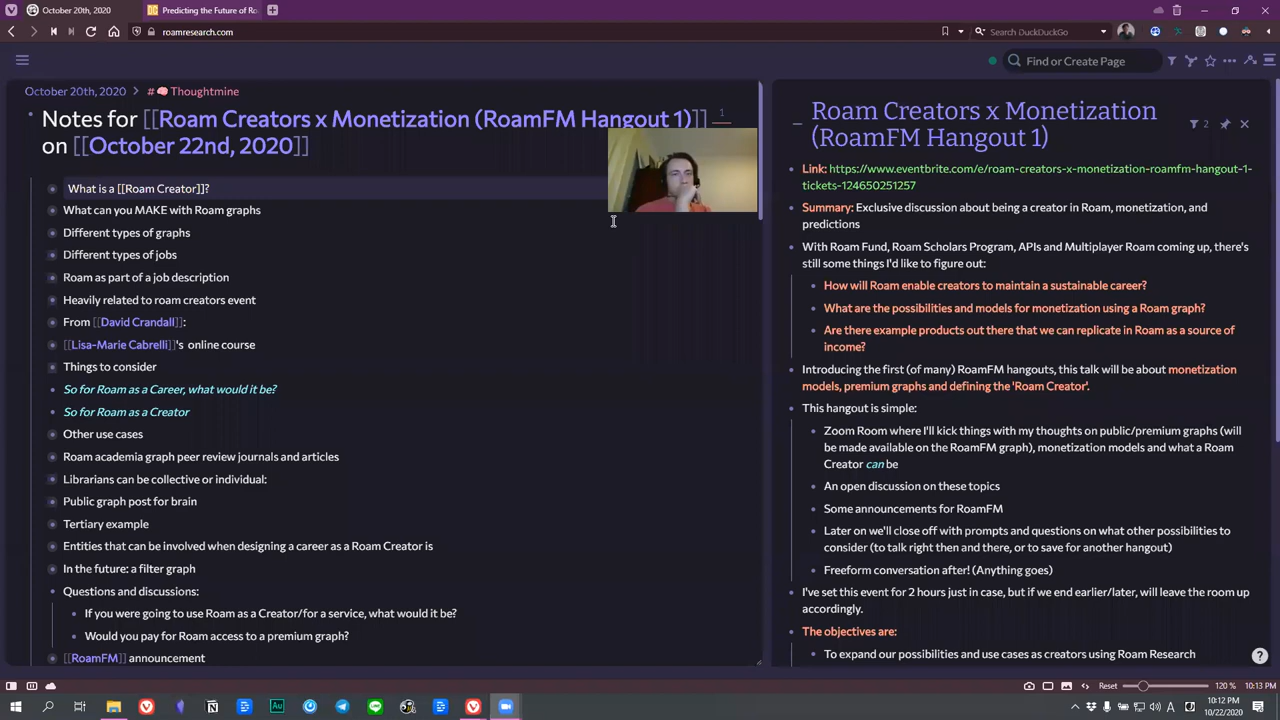 October 20th, 2020
Predicting the Future of Ro
roamresearch.com
Search DuckDuckGo
Find or Create Page
October 20th, 2020 > #🧠 Thoughtmine
Notes for [[Roam Creators x Monetization (RoamFM Hangout 1)]]
1
on [[October 22nd, 2020]]
What is a [[Roam Creator]]?
What can you MAKE with Roam graphs
Different types of graphs
Different types of jobs
Roam as part of a job description
Heavily related to roam creators event
From [[David Crandall]]:
[[Lisa-Marie Cabrelli]]'s online course
Things to consider
So for Roam as a Career, what would it be?
So for Roam as a Creator
Other use cases
Roam academia graph peer review journals and articles
Librarians can be collective or individual:
Public graph post for brain
Tertiary example
Entities that can be involved when designing a career as a Roam Creator is
In the future: a filter graph
Questions and discussions:
If you were going to use Roam as a Creator/for a service, what would it be?
Would you pay for Roam access to a premium graph?
[[RoamFM]] announcement
Roam Creators x Monetization
(RoamFM Hangout 1)
2
Link: https://www.eventbrite.com/e/roam-creators-x-monetization-roamfm-hangout-1-
tickets-124650251257
Summary: Exclusive discussion about being a creator in Roam, monetization, and
predictions
With Roam Fund, Roam Scholars Program, APIs and Multiplayer Roam coming up, there's
still some things I'd like to figure out:
How will Roam enable creators to maintain a sustainable career?
What are the possibilities and models for monetization using a Roam graph?
Are there example products out there that we can replicate in Roam as a source of
income?
Introducing the first (of many) RoamFM hangouts, this talk will be about monetization
models, premium graphs and defining the 'Roam Creator'.
This hangout is simple:
Zoom Room where I'll kick things with my thoughts on public/premium graphs (will
be made available on the RoamFM graph), monetization models and what a Roam
Creator can be
An open discussion on these topics
Some announcements for RoamFM
Later on we'll close off with prompts and questions on what other possibilities to
consider (to talk right then and there, or to save for another hangout)
Freeform conversation after! (Anything goes)
I've set this event for 2 hours just in case, but if we end earlier/later, will leave the room up
accordingly.
The objectives are:
To expand our possibilities and use cases as creators using Roam Research
?
Reset
120 %
10:13 PM
Au
LINE
A
10:12 PM
10/22/2020